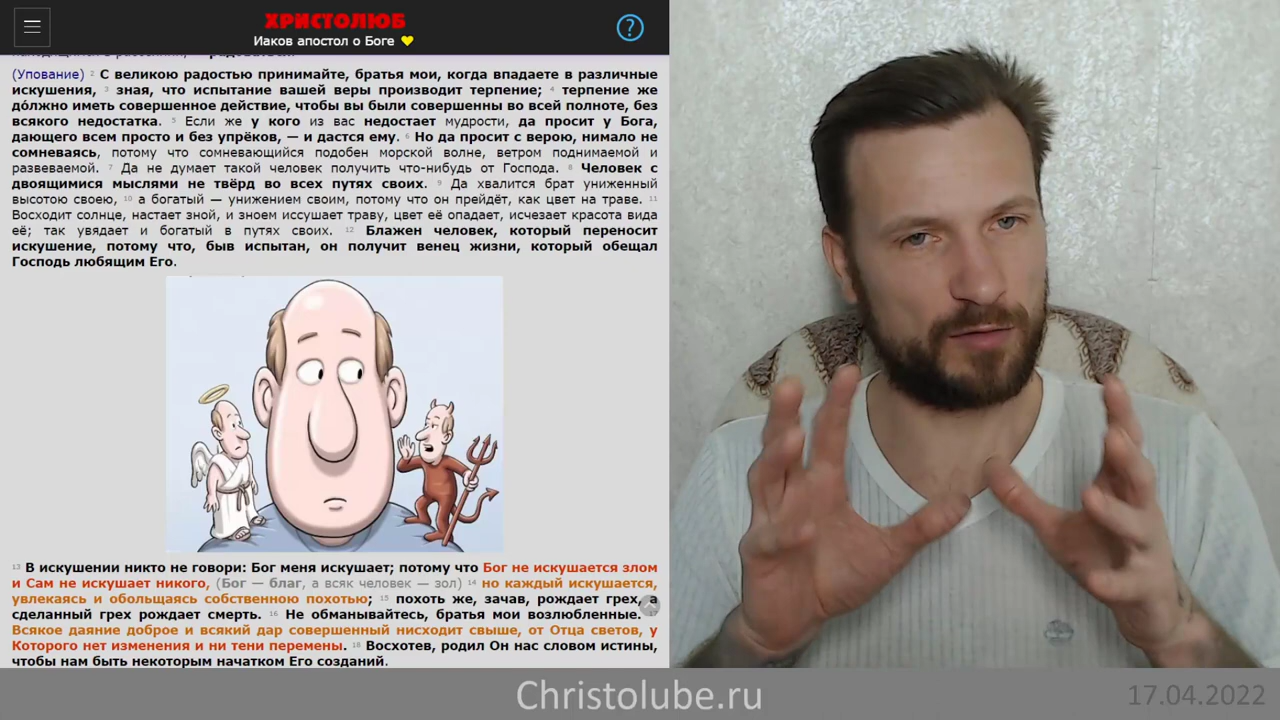 ХРИСТОЛЮБ
Иаков апостол о Боге 💛
?
(Упование) 2 С великою радостью принимайте, братья мои, когда впадаете в различные
искушения, 3 зная, что испытание вашей веры производит терпение; 4 терпение же
до́лжно иметь совершенное действие, чтобы вы были совершенны во всей полноте, без
всякого недостатка. 5 Если же у кого из вас недостает мудрости, да просит у Бога,
дающего всем просто и без упрёков, — и дастся ему. 6 Но да просит с верою, нимало не
сомневаясь, потому что сомневающийся подобен морской волне, ветром поднимаемой и
развеваемой. 7 Да не думает такой человек получить что-нибудь от Господа. 8 Человек с
двоящимися мыслями не твёрд во всех путях своих. 9 Да хвалится брат униженный
высотою своею, 10 а богатый — унижением своим, потому что он прейдёт, как цвет на траве. 11
Восходит солнце, настает зной, и зноем иссушает траву, цвет её опадает, исчезает красота вида
её; так увядает и богатый в путях своих. 12 Блажен человек, который переносит
искушение, потому что, быв испытан, он получит венец жизни, который обещал
Господь любящим Его.
13 В искушении никто не говори: Бог меня искушает; потому что Бог не искушается злом
и Сам не искушает никого, (Бог — благ, а всяк человек — зол) 14 но каждый искушается,
увлекаясь и обольщаясь собственною похотью; 15 похоть же, зачав, рождает грех, а
сделанный грех рождает смерть. 16 Не обманывайтесь, братья мои возлюбленные. 17
Всякое даяние доброе и всякий дар совершенный нисходит свыше, от Отца светов, у
Которого нет изменения и ни тени перемены. 18 Восхотев, родил Он нас словом истины,
чтобы нам быть некоторым начатком Его созданий.
Christolube.ru
17.04.2022